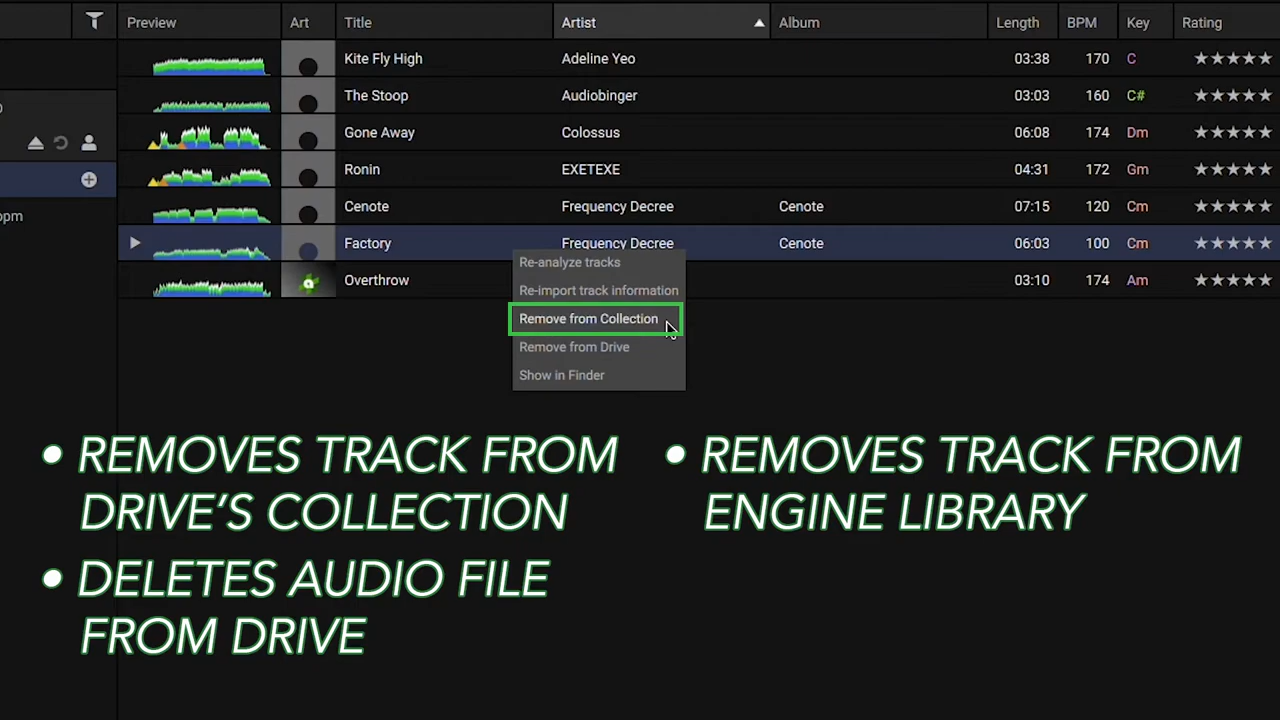 Preview Art Title Artist Album Length BPM Key Rating
Kite Fly High Adeline Yeo 03:38 170 C
The Stoop Audiobinger 03:03 160 C#
Gone Away Colossus 06:08 174 Dm
Ronin EXETEXE 04:31 172 Gm
Cenote Frequency Decree Cenote 07:15 120 Cm
Factory Frequency Decree Cenote 06:03 100 Cm
Overthrow 03:10 174 Am
Re-analyze tracks
Re-import track information
Remove from Collection
Remove from Drive
Show in Finder
• REMOVES TRACK FROM
DRIVE’S COLLECTION
• DELETES AUDIO FILE
FROM DRIVE
• REMOVES TRACK FROM
ENGINE LIBRARY